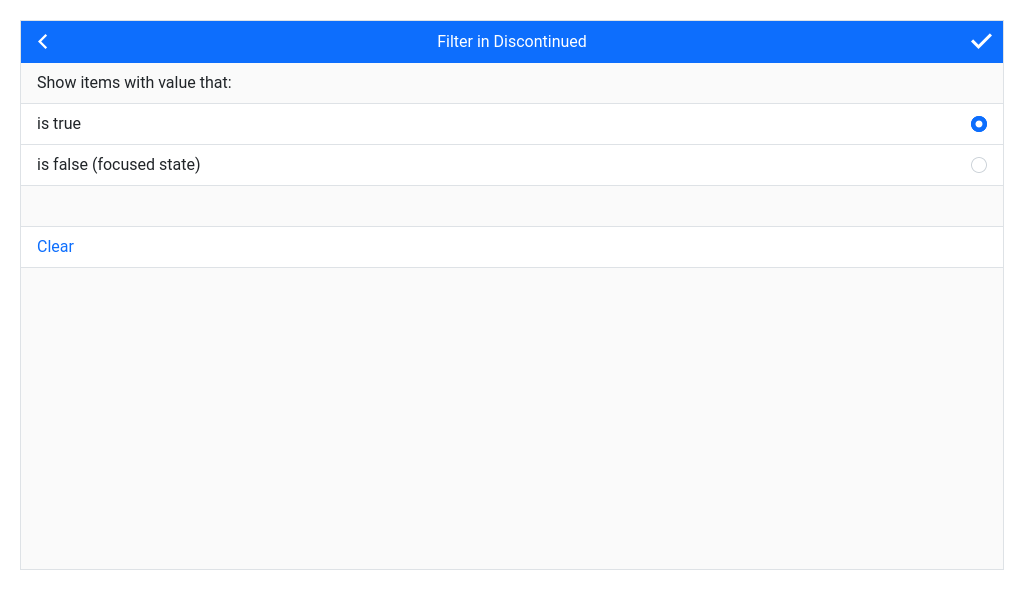 Filter in Discontinued
Show items with value that:
is true
is false (focused state)
Clear